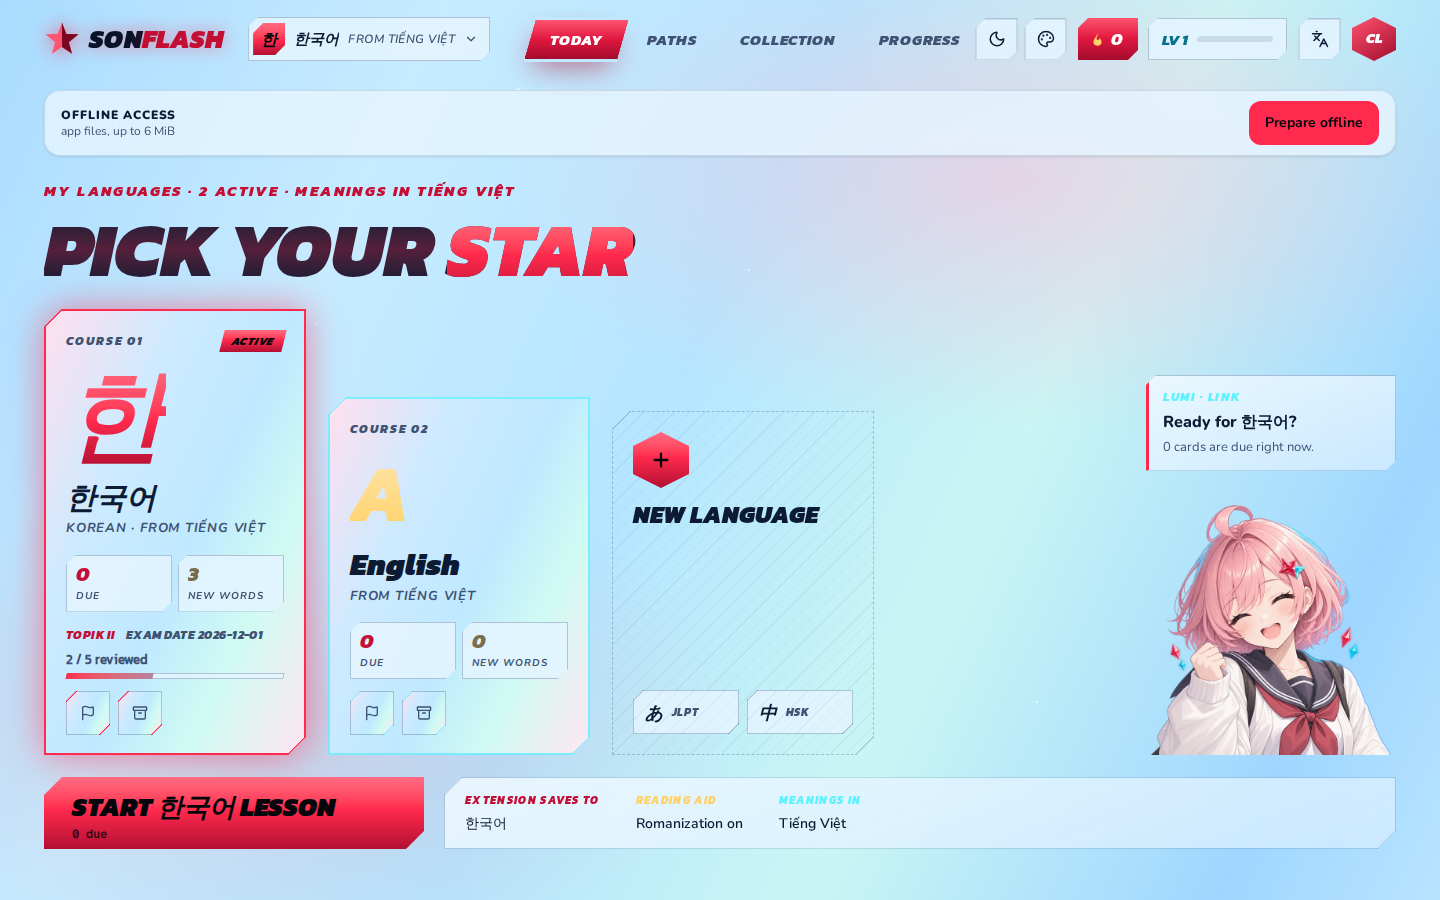 SONFLASH
한 한국어 FROM TIẾNG VIỆT
TODAY
PATHS
COLLECTION
PROGRESS
0
LV 1
CL
OFFLINE ACCESS
app files, up to 6 MiB
Prepare offline
MY LANGUAGES · 2 ACTIVE · MEANINGS IN TIẾNG VIỆT
PICK YOUR STAR
COURSE 01
ACTIVE
한
한국어
KOREAN · FROM TIẾNG VIỆT
0
DUE
3
NEW WORDS
TOPIK II EXAM DATE 2026-12-01
2 / 5 reviewed
COURSE 02
A
English
FROM TIẾNG VIỆT
0
DUE
0
NEW WORDS
+
NEW LANGUAGE
あ JLPT
中 HSK
LUMI · LINK
Ready for 한국어?
0 cards are due right now.
START 한국어 LESSON
0 due
EXTENSION SAVES TO
한국어
READING AID
Romanization on
MEANINGS IN
Tiếng Việt